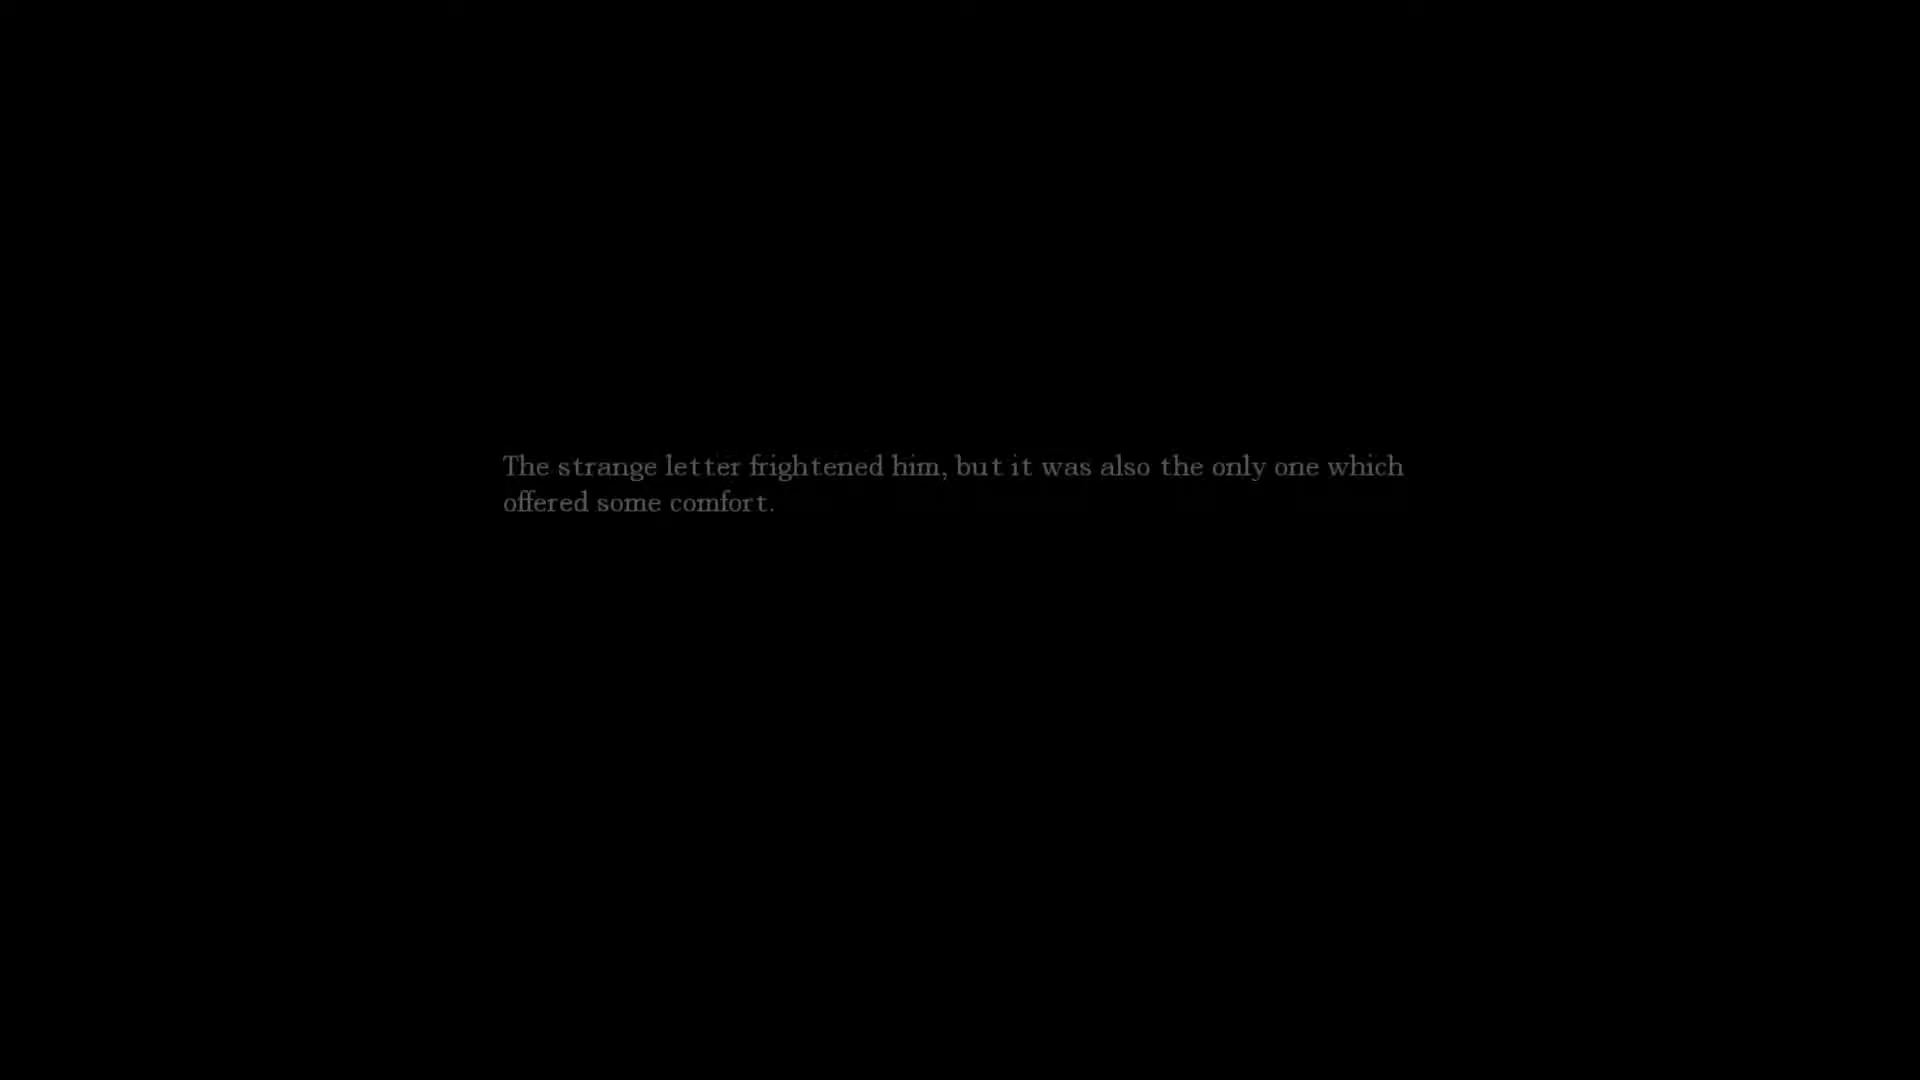 The strange letter frightened him, but it was also the only one which
offered some comfort.